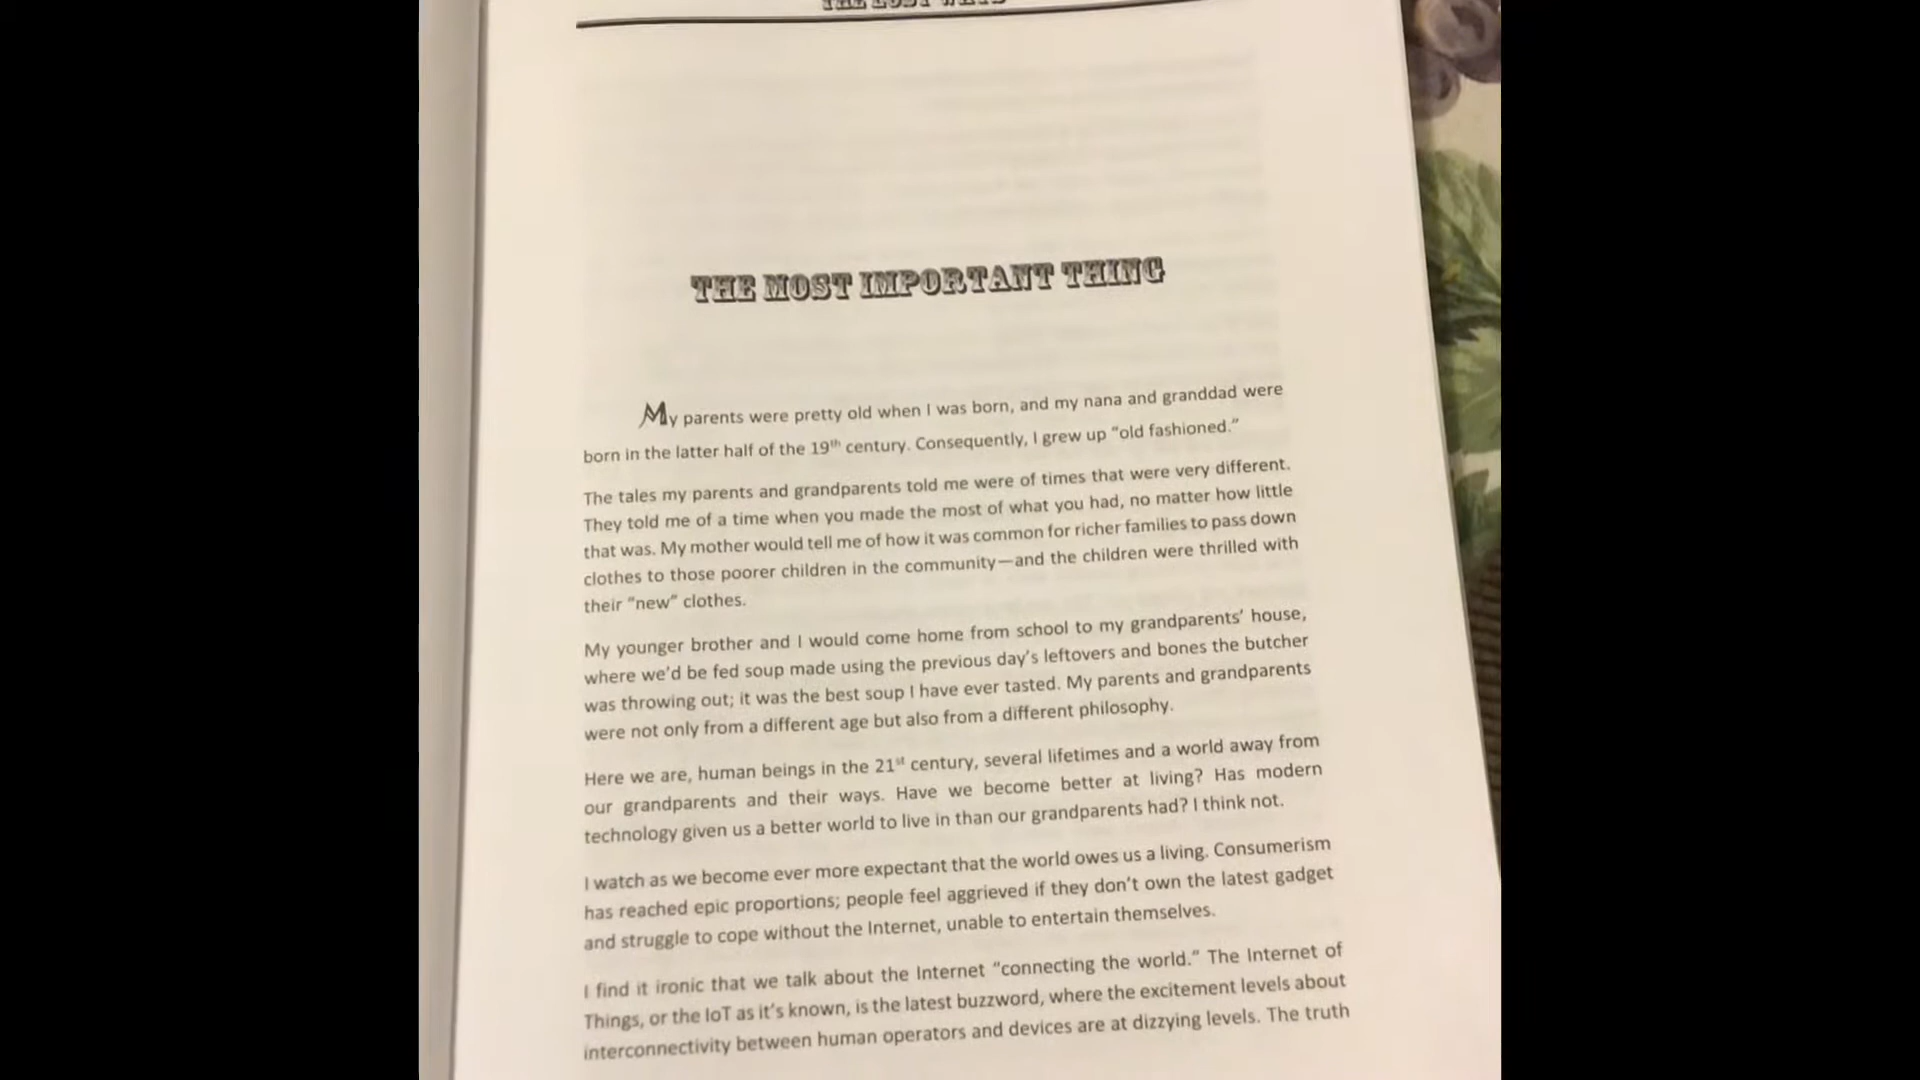 THE LOST WAYS
THE MOST IMPORTANT THING
My parents were pretty old when I was born, and my nana and granddad were
born in the latter half of the 19th century. Consequently, I grew up “old fashioned.”
The tales my parents and grandparents told me were of times that were very different.
They told me of a time when you made the most of what you had, no matter how little
that was. My mother would tell me of how it was common for richer families to pass down
clothes to those poorer children in the community—and the children were thrilled with
their “new” clothes.
My younger brother and I would come home from school to my grandparents’ house,
where we’d be fed soup made using the previous day’s leftovers and bones the butcher
was throwing out; it was the best soup I have ever tasted. My parents and grandparents
were not only from a different age but also from a different philosophy.
Here we are, human beings in the 21st century, several lifetimes and a world away from
our grandparents and their ways. Have we become better at living? Has modern
technology given us a better world to live in than our grandparents had? I think not.
I watch as we become ever more expectant that the world owes us a living. Consumerism
has reached epic proportions; people feel aggrieved if they don’t own the latest gadget
and struggle to cope without the Internet, unable to entertain themselves.
I find it ironic that we talk about the Internet “connecting the world.” The Internet of
Things, or the IoT as it’s known, is the latest buzzword, where the excitement levels about
interconnectivity between human operators and devices are at dizzying levels. The truth